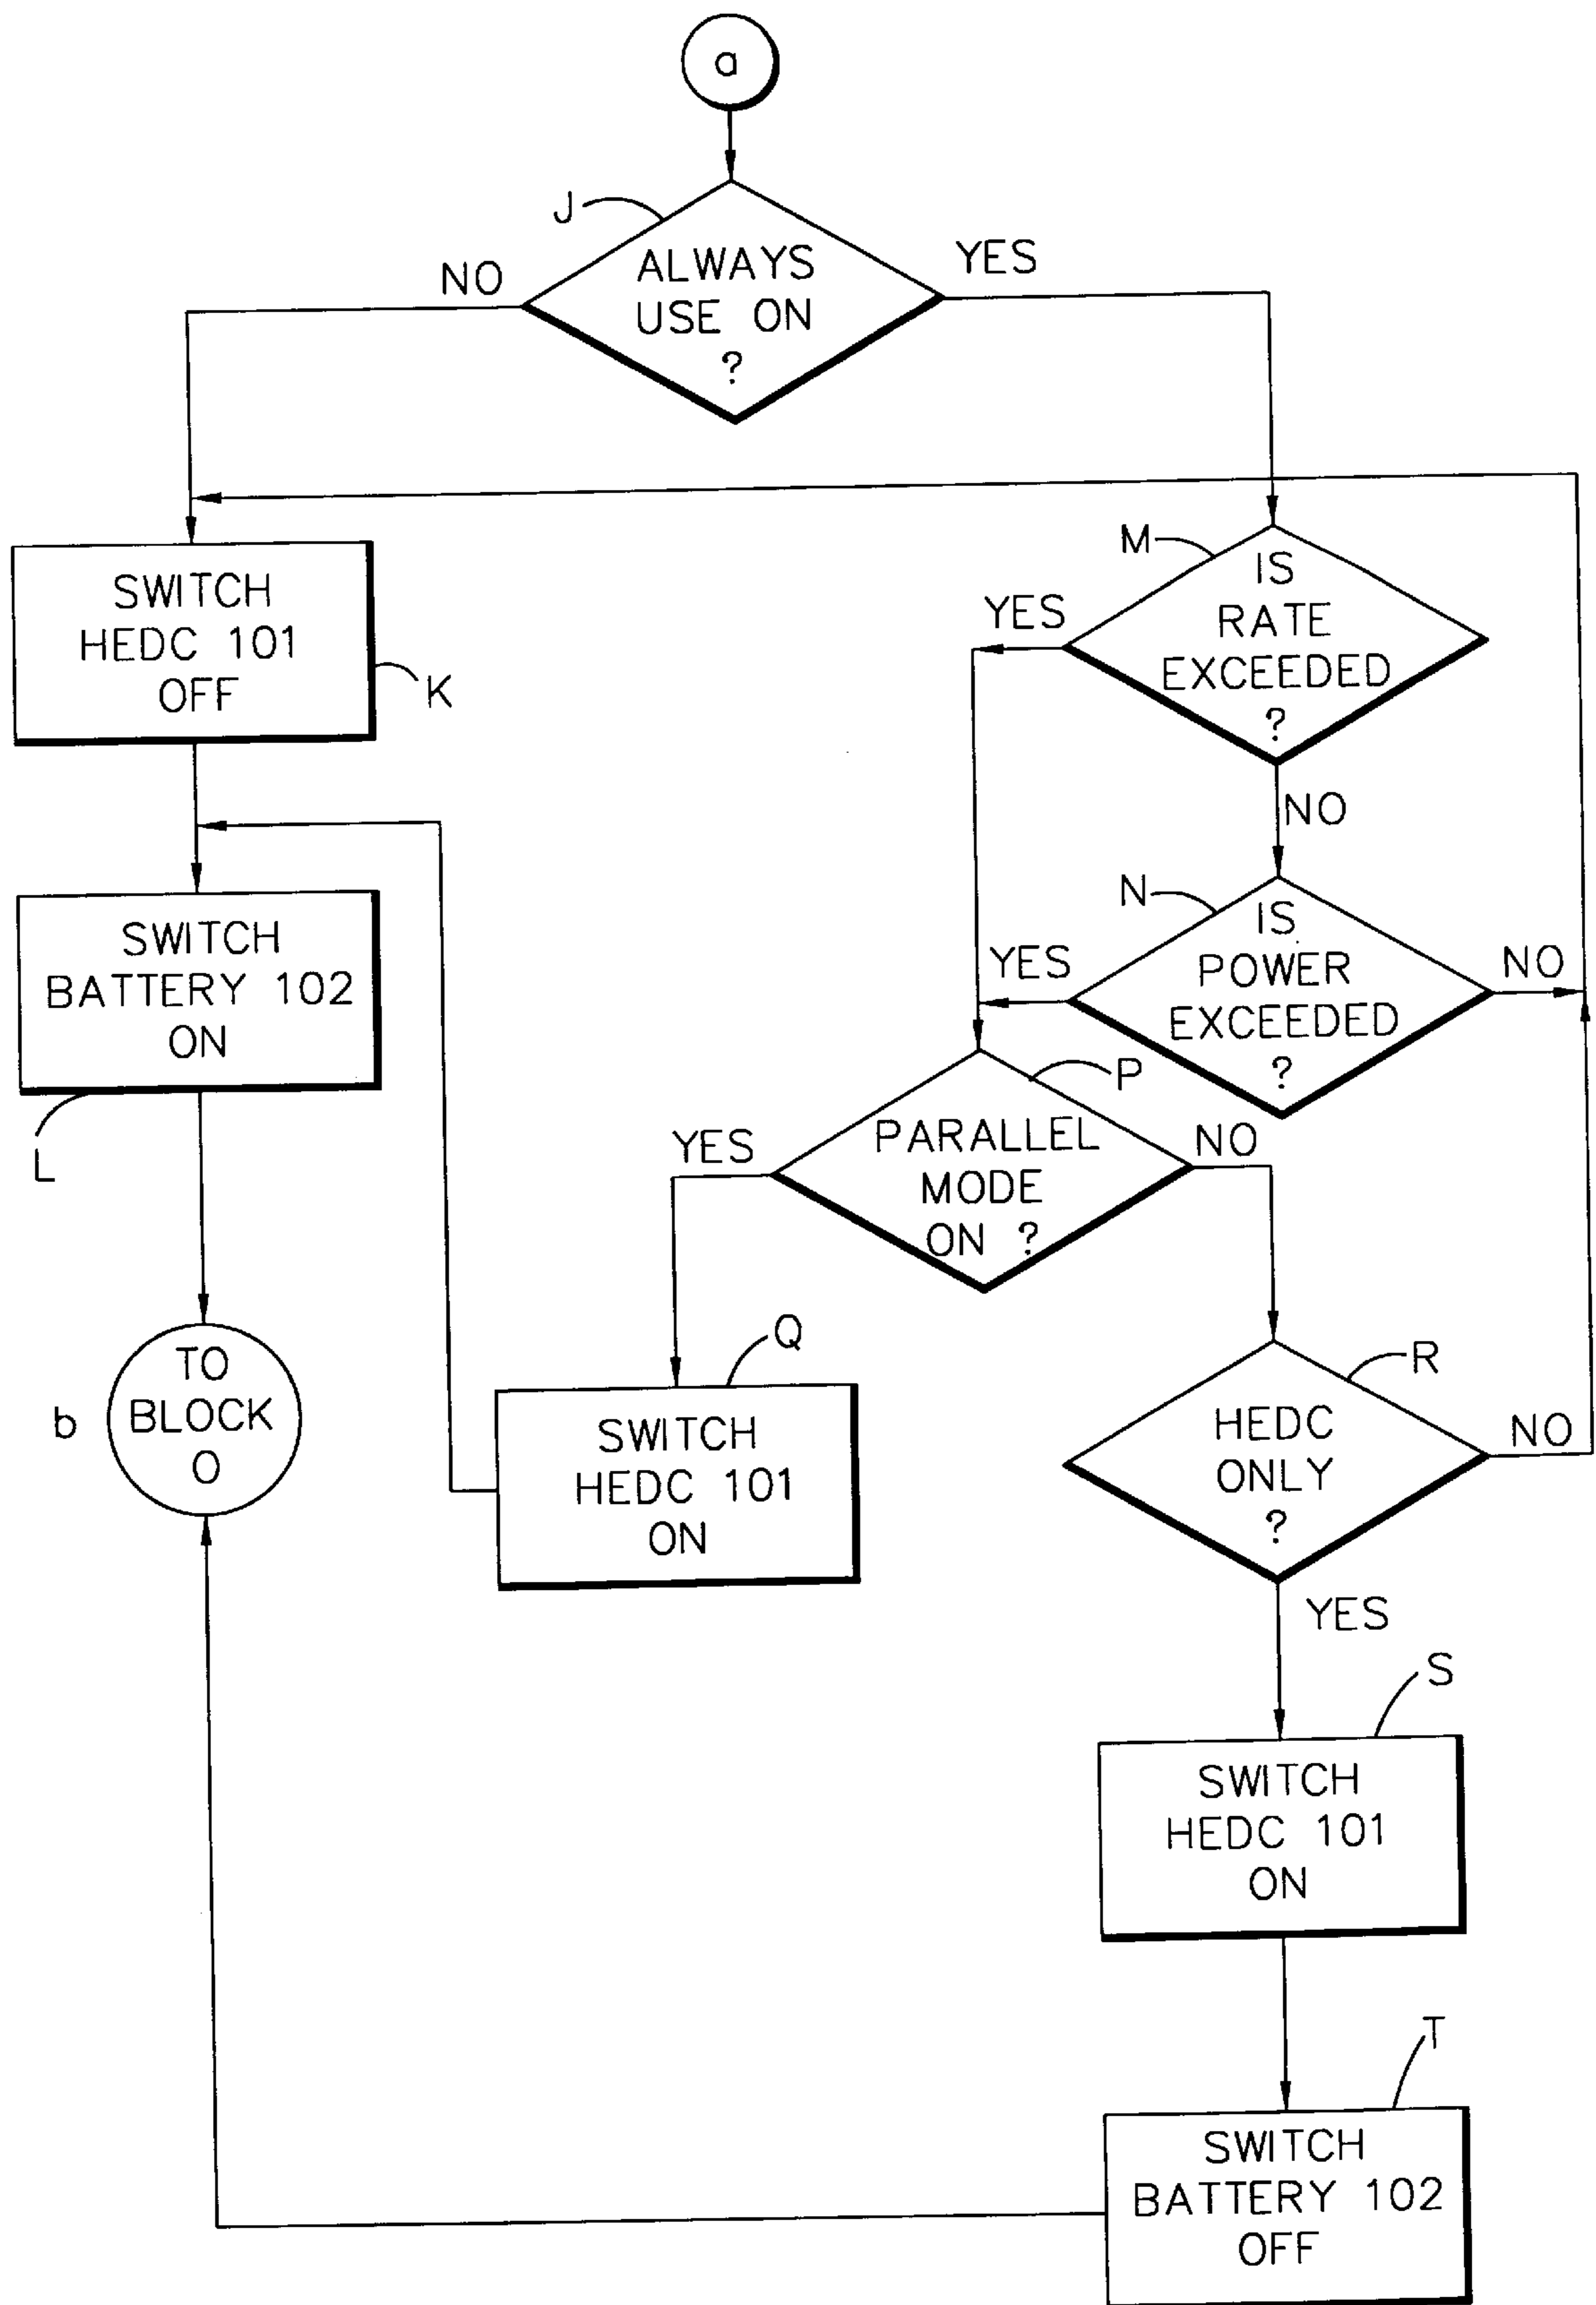 a
J
NO
ALWAYS
USE ON
?
YES
SWITCH
HEDC 101
OFF
K
M
YES
IS
RATE
EXCEEDED
?
NO
SWITCH
BATTERY 102
ON
L
N
YES
IS
POWER
EXCEEDED
?
NO
P
YES
PARALLEL
MODE
ON ?
NO
b
TO
BLOCK
O
Q
SWITCH
HEDC 101
ON
R
HEDC
ONLY
?
NO
YES
S
SWITCH
HEDC 101
ON
T
SWITCH
BATTERY 102
OFF